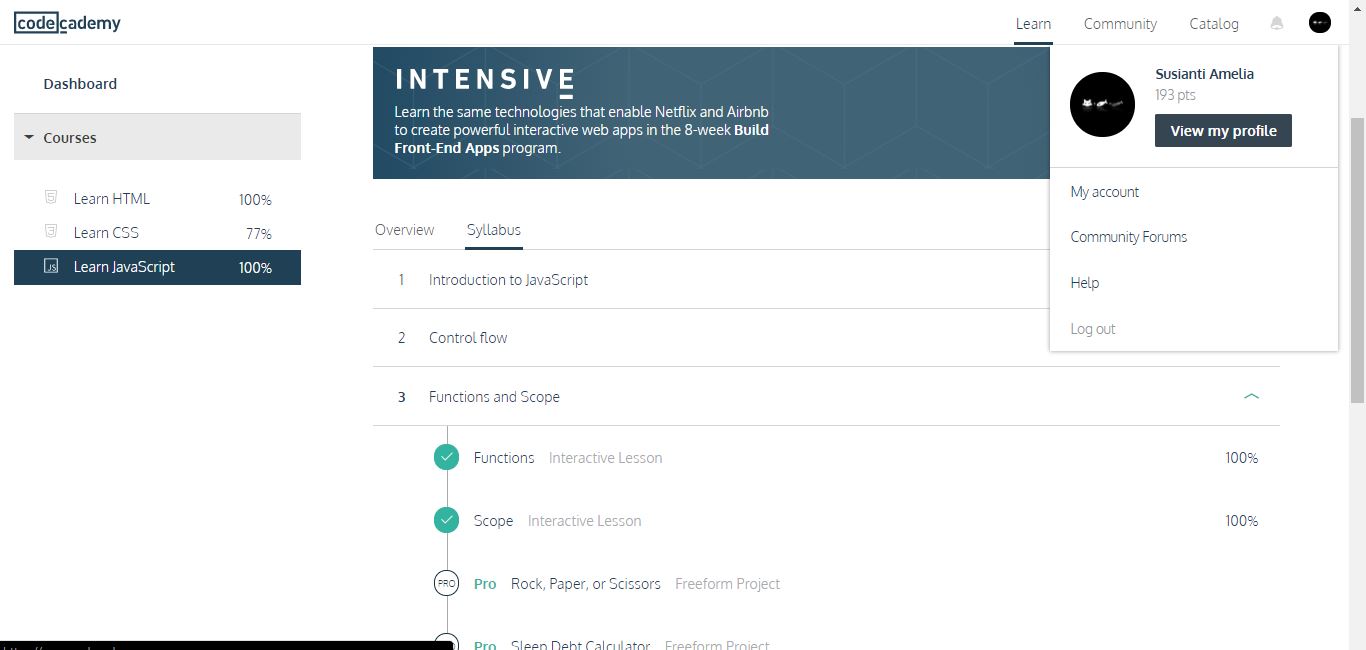 codecademy
Learn
Community
Catalog
Dashboard
Courses
Learn HTML 100%
Learn CSS 77%
Learn JavaScript 100%
INTENSIVE
Learn the same technologies that enable Netflix and Airbnb
to create powerful interactive web apps in the 8-week Build
Front-End Apps program.
Susianti Amelia
193 pts
View my profile
My account
Community Forums
Help
Log out
Overview
Syllabus
1 Introduction to JavaScript
2 Control flow
3 Functions and Scope
Functions Interactive Lesson 100%
Scope Interactive Lesson 100%
PRO Pro Rock, Paper, or Scissors Freeform Project
Pro Sleep Debt Calculator Freeform Project